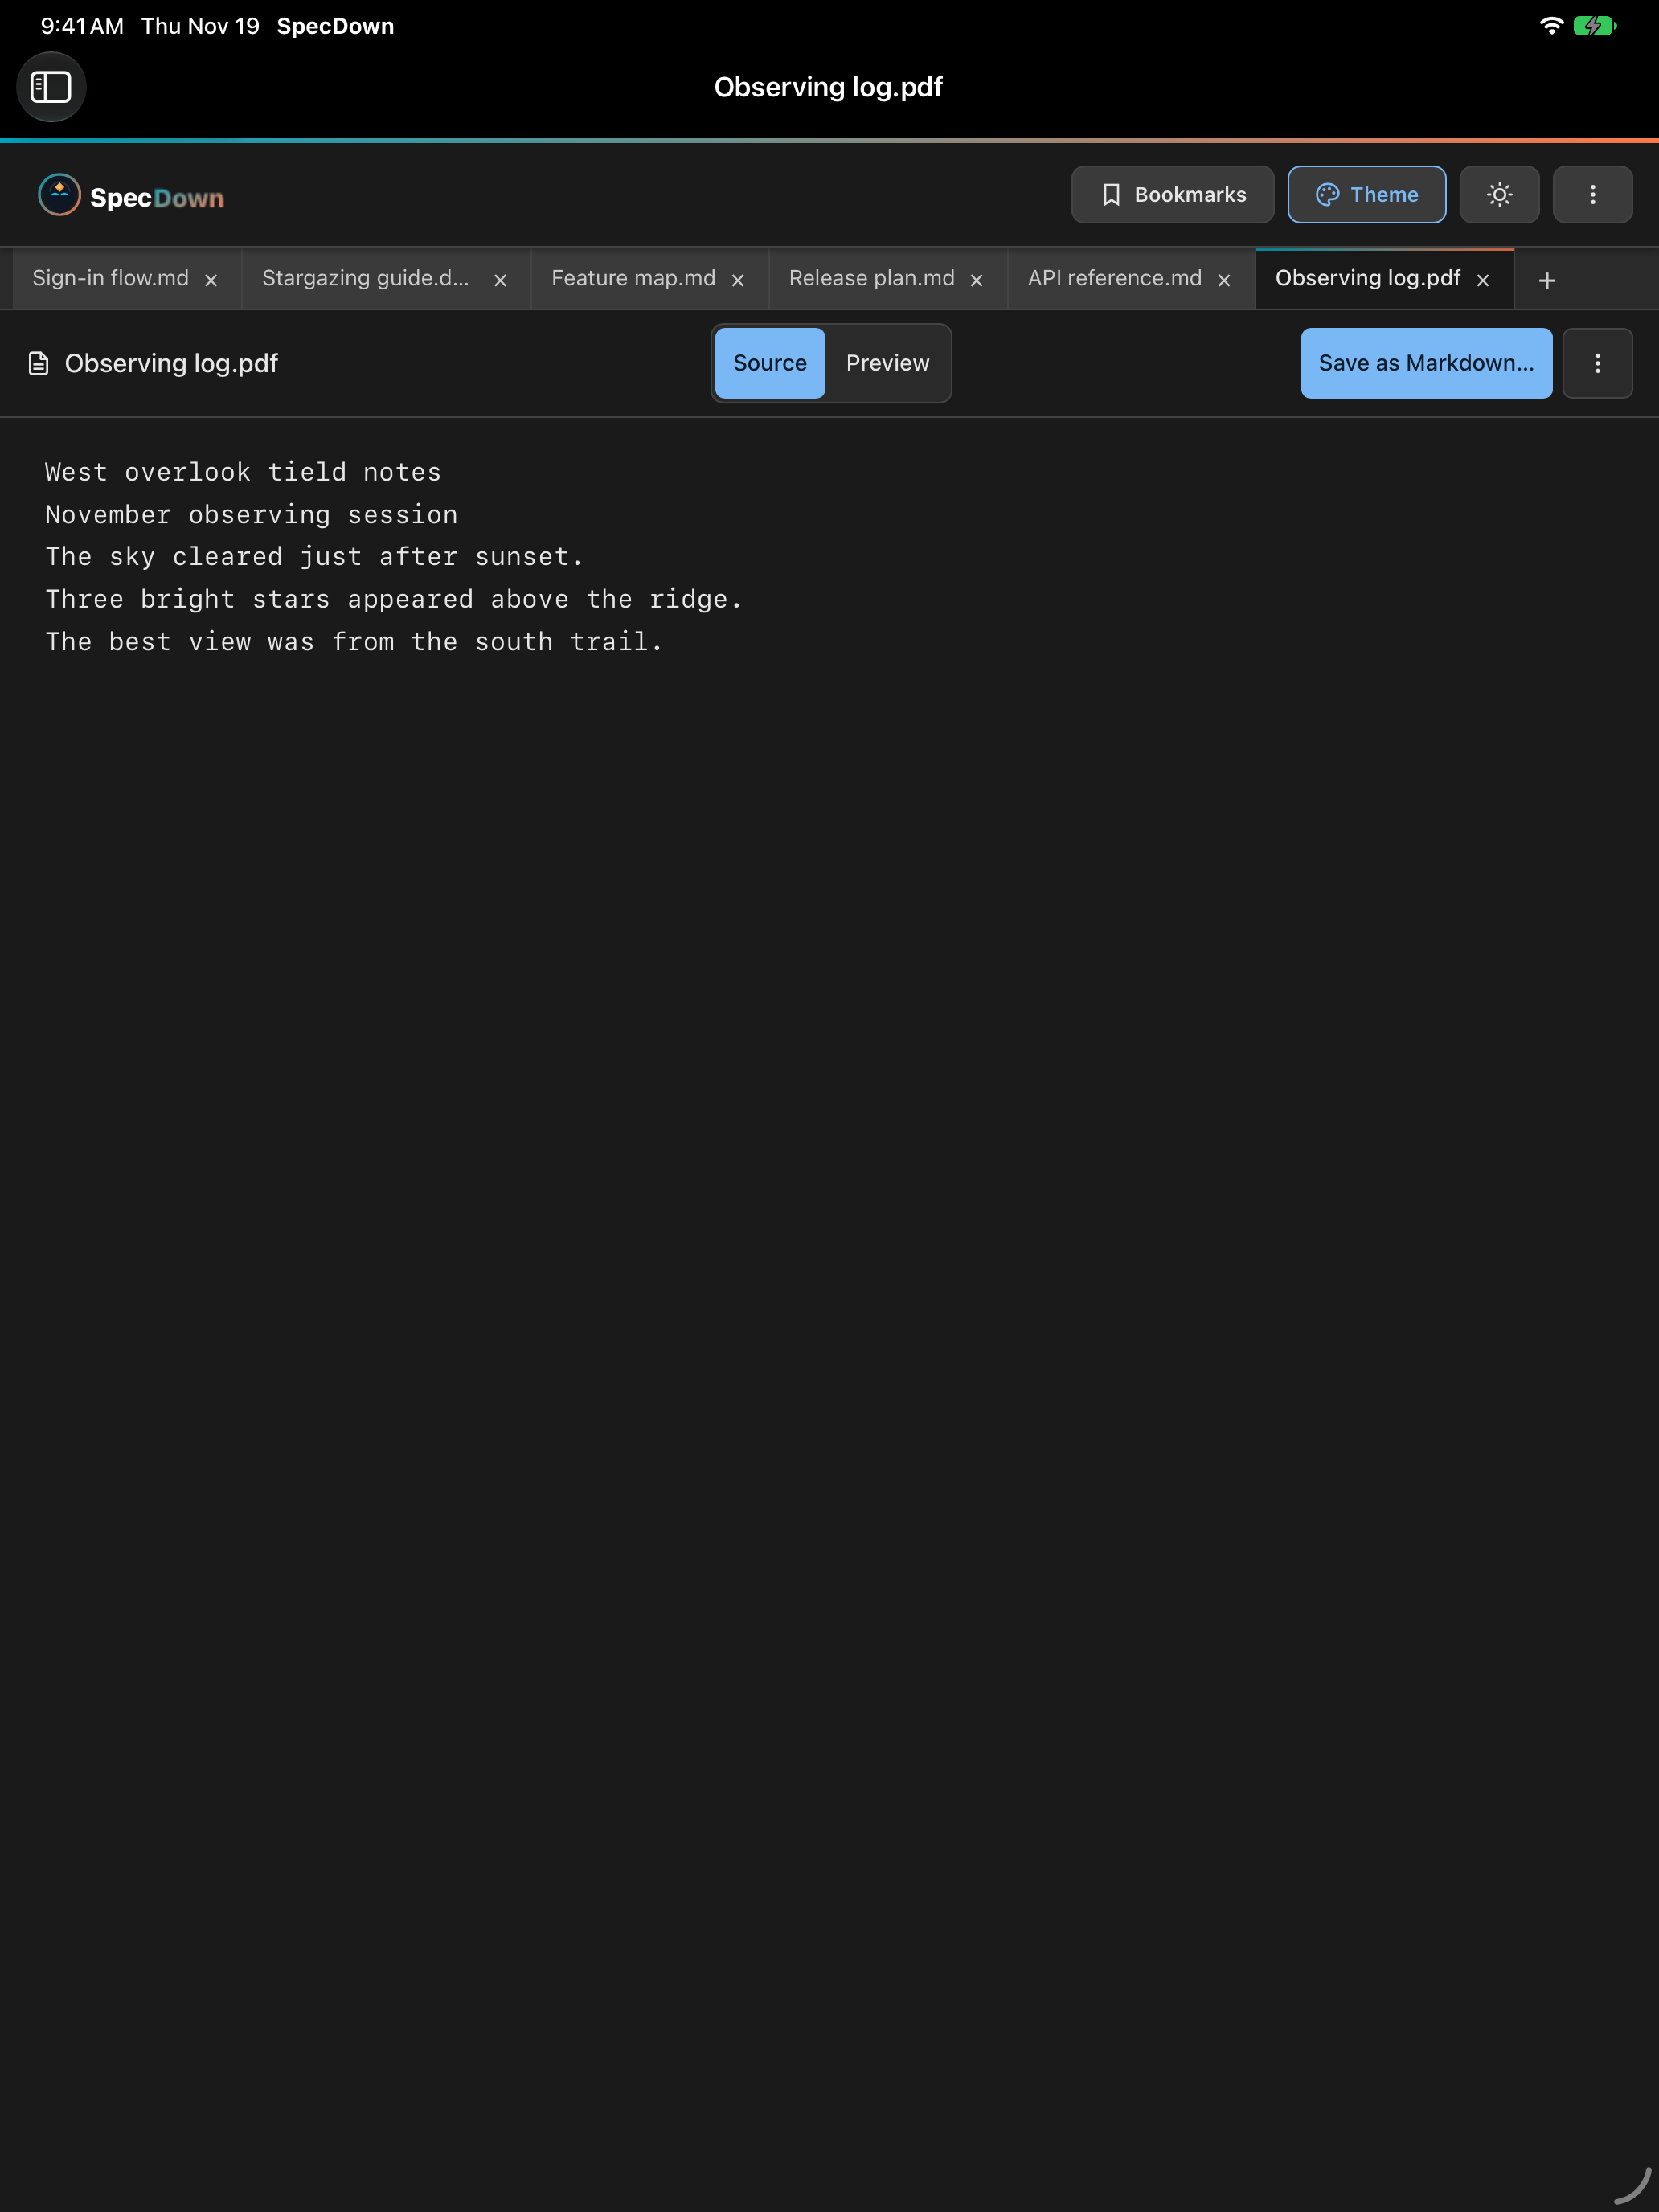 9:41 AM Thu Nov 19 SpecDown
Observing log.pdf
SpecDown
Bookmarks
Theme
Sign-in flow.md
Stargazing guide.d...
Feature map.md
Release plan.md
API reference.md
Observing log.pdf
Observing log.pdf
Source
Preview
Save as Markdown...
West overlook tield notes
November observing session
The sky cleared just after sunset.
Three bright stars appeared above the ridge.
The best view was from the south trail.